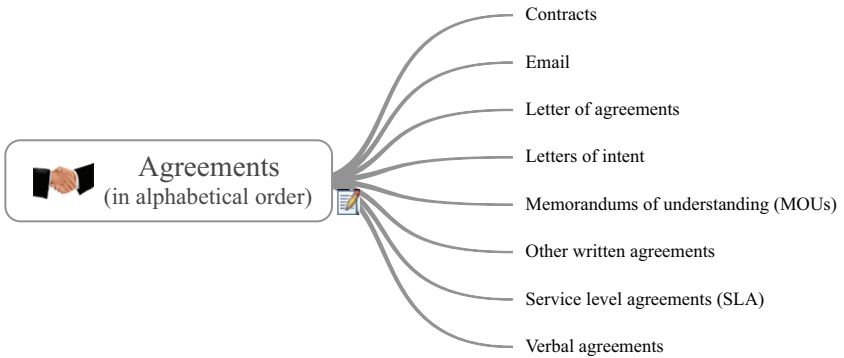 Agreements
(in alphabetical order)
Contracts
Email
Letter of agreements
Letters of intent
Memorandums of understanding (MOUs)
Other written agreements
Service level agreements (SLA)
Verbal agreements